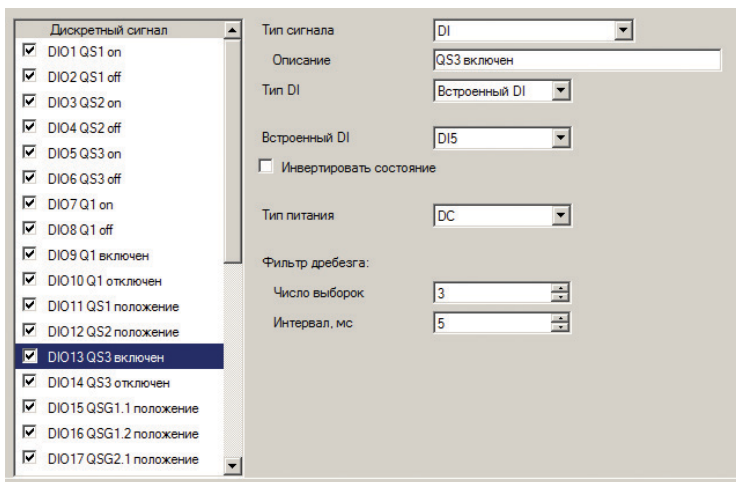 Дискретный сигнал
DIO1 QS1 on
DIO2 QS1 off
DIO3 QS2 on
DIO4 QS2 off
DIO5 QS3 on
DIO6 QS3 off
DIO7 Q1 on
DIO8 Q1 off
DIO9 Q1 включен
DIO10 Q1 отключен
DIO11 QS1 положение
DIO12 QS2 положение
DIO13 QS3 включен
DIO14 QS3 отключен
DIO15 QSG1.1 положение
DIO16 QSG1.2 положение
DIO17 QSG2.1 положение
Тип сигнала DI
Описание QS3 включен
Тип DI Встроенный DI
Встроенный DI DI5
Инвертировать состояние
Тип питания DC
Фильтр дребезга:
Число выборок 3
Интервал, мс 5